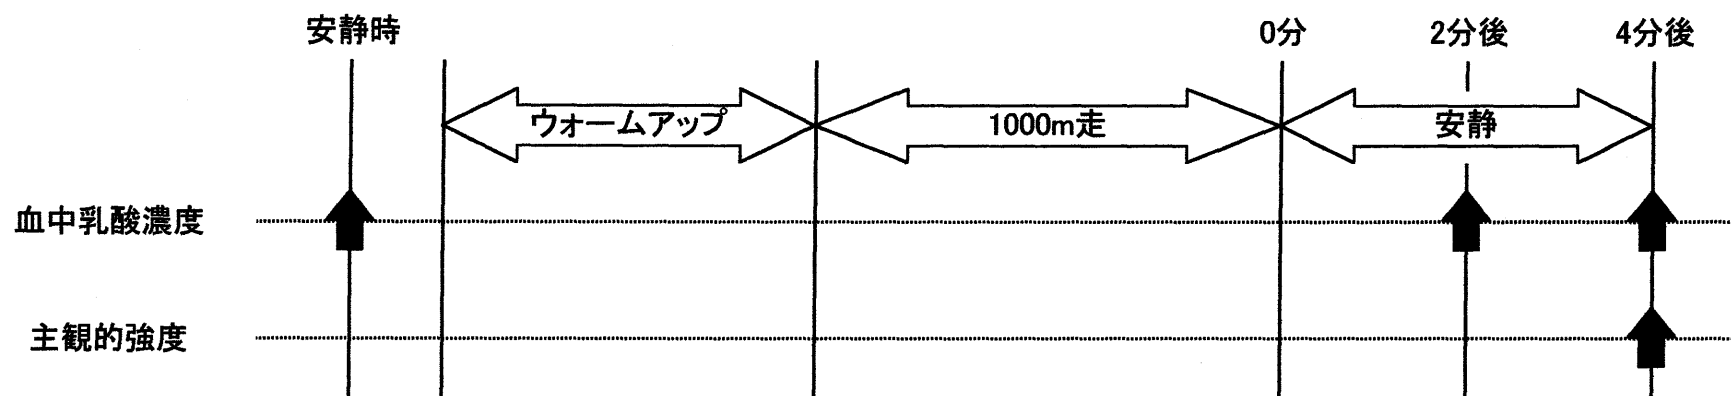 安静時
0分
2分後
4分後
ウォームアップ
1000m走
安静
血中乳酸濃度
主観的強度